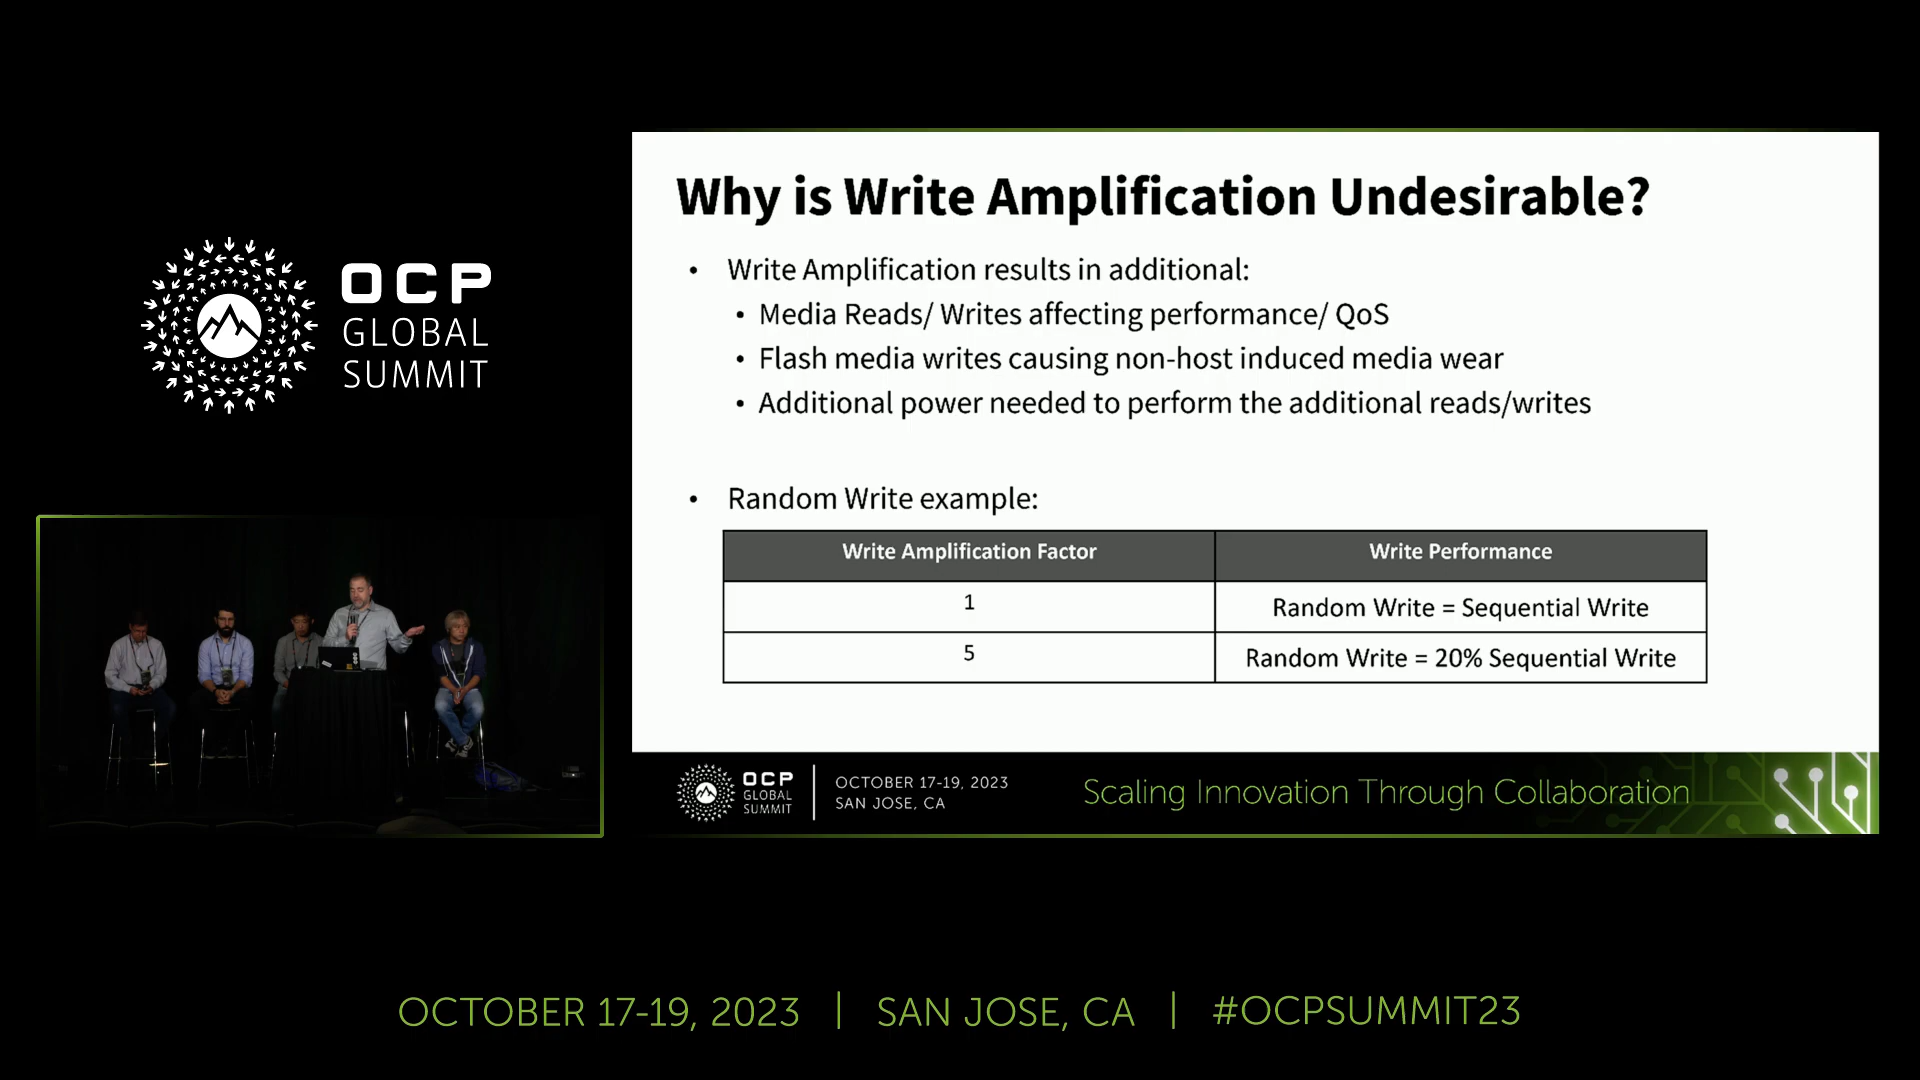 OCP
GLOBAL
SUMMIT
Why is Write Amplification Undesirable?
• Write Amplification results in additional:
• Media Reads/ Writes affecting performance/ QoS
• Flash media writes causing non-host induced media wear
• Additional power needed to perform the additional reads/writes
• Random Write example:
Write Amplification Factor Write Performance
1 Random Write = Sequential Write
5 Random Write = 20% Sequential Write
OCP
GLOBAL
SUMMIT
OCTOBER 17-19, 2023
SAN JOSE, CA
Scaling Innovation Through Collaboration
OCTOBER 17-19, 2023 | SAN JOSE, CA | #OCPSUMMIT23